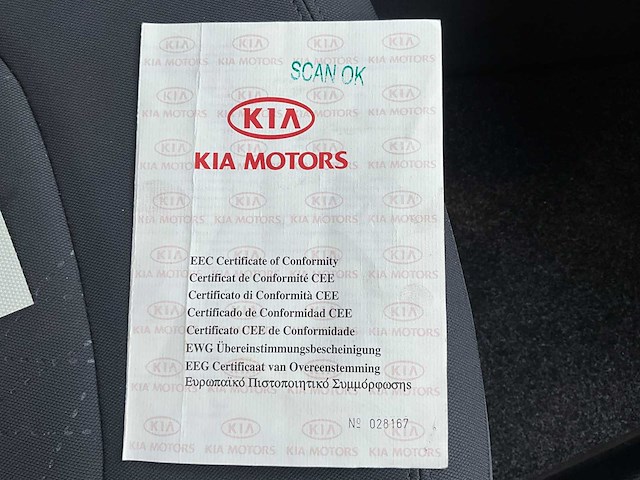 SCAN OK
KIA
KIA MOTORS
EEC Certificate of Conformity
Certificat de Conformité CEE
Certificato di Conformità CEE
Certificado de Conformidad CEE
Certificato CEE de Conformidade
EWG Übereinstimmungsbescheinigung
EEG Certificaat van Overeenstemming
Ευρωπαϊκό Πιστοποιητικό Συμμόρφωσης
Nº 028167